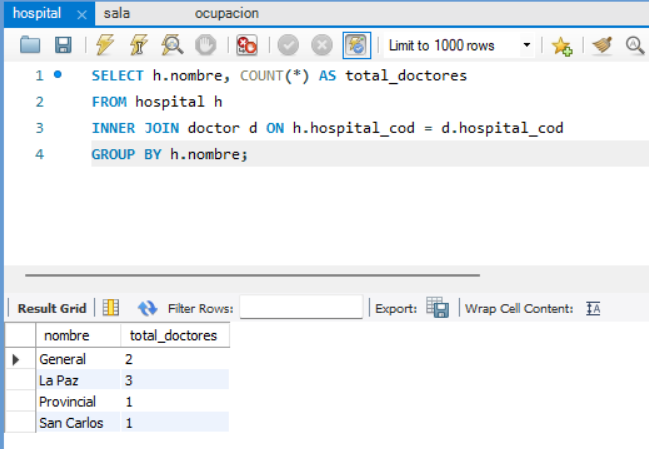 hospital × sala ocupacion
Limit to 1000 rows
1 SELECT h.nombre, COUNT(*) AS total_doctores
2 FROM hospital h
3 INNER JOIN doctor d ON h.hospital_cod = d.hospital_cod
4 GROUP BY h.nombre;
Result Grid Filter Rows: Export: Wrap Cell Content: IA
nombre total_doctores
General 2
La Paz 3
Provincial 1
San Carlos 1